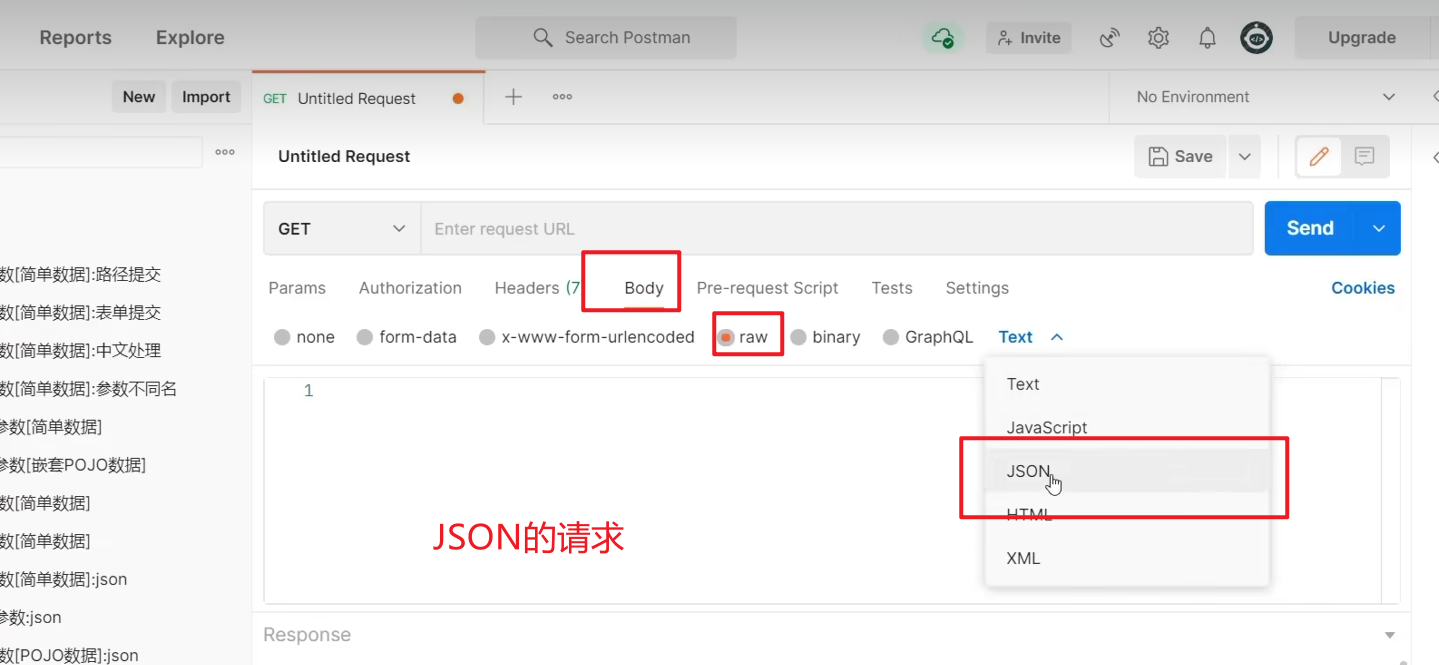 Reports Explore Search Postman Invite Upgrade
New Import GET Untitled Request No Environment
Untitled Request Save
GET Enter request URL Send
Params Authorization Headers (7 Body Pre-request Script Tests Settings Cookies
none form-data x-www-form-urlencoded raw binary GraphQL Text
1
Text
JavaScript
JSON
HTML
XML
JSON的请求
Response
数[简单数据]:路径提交
数[简单数据]:表单提交
数[简单数据]:中文处理
数[简单数据]:参数不同名
参数[简单数据]
参数[嵌套POJO数据]
数[简单数据]
数[简单数据]
数[简单数据]:json
参数:json
数[POJO数据]:json